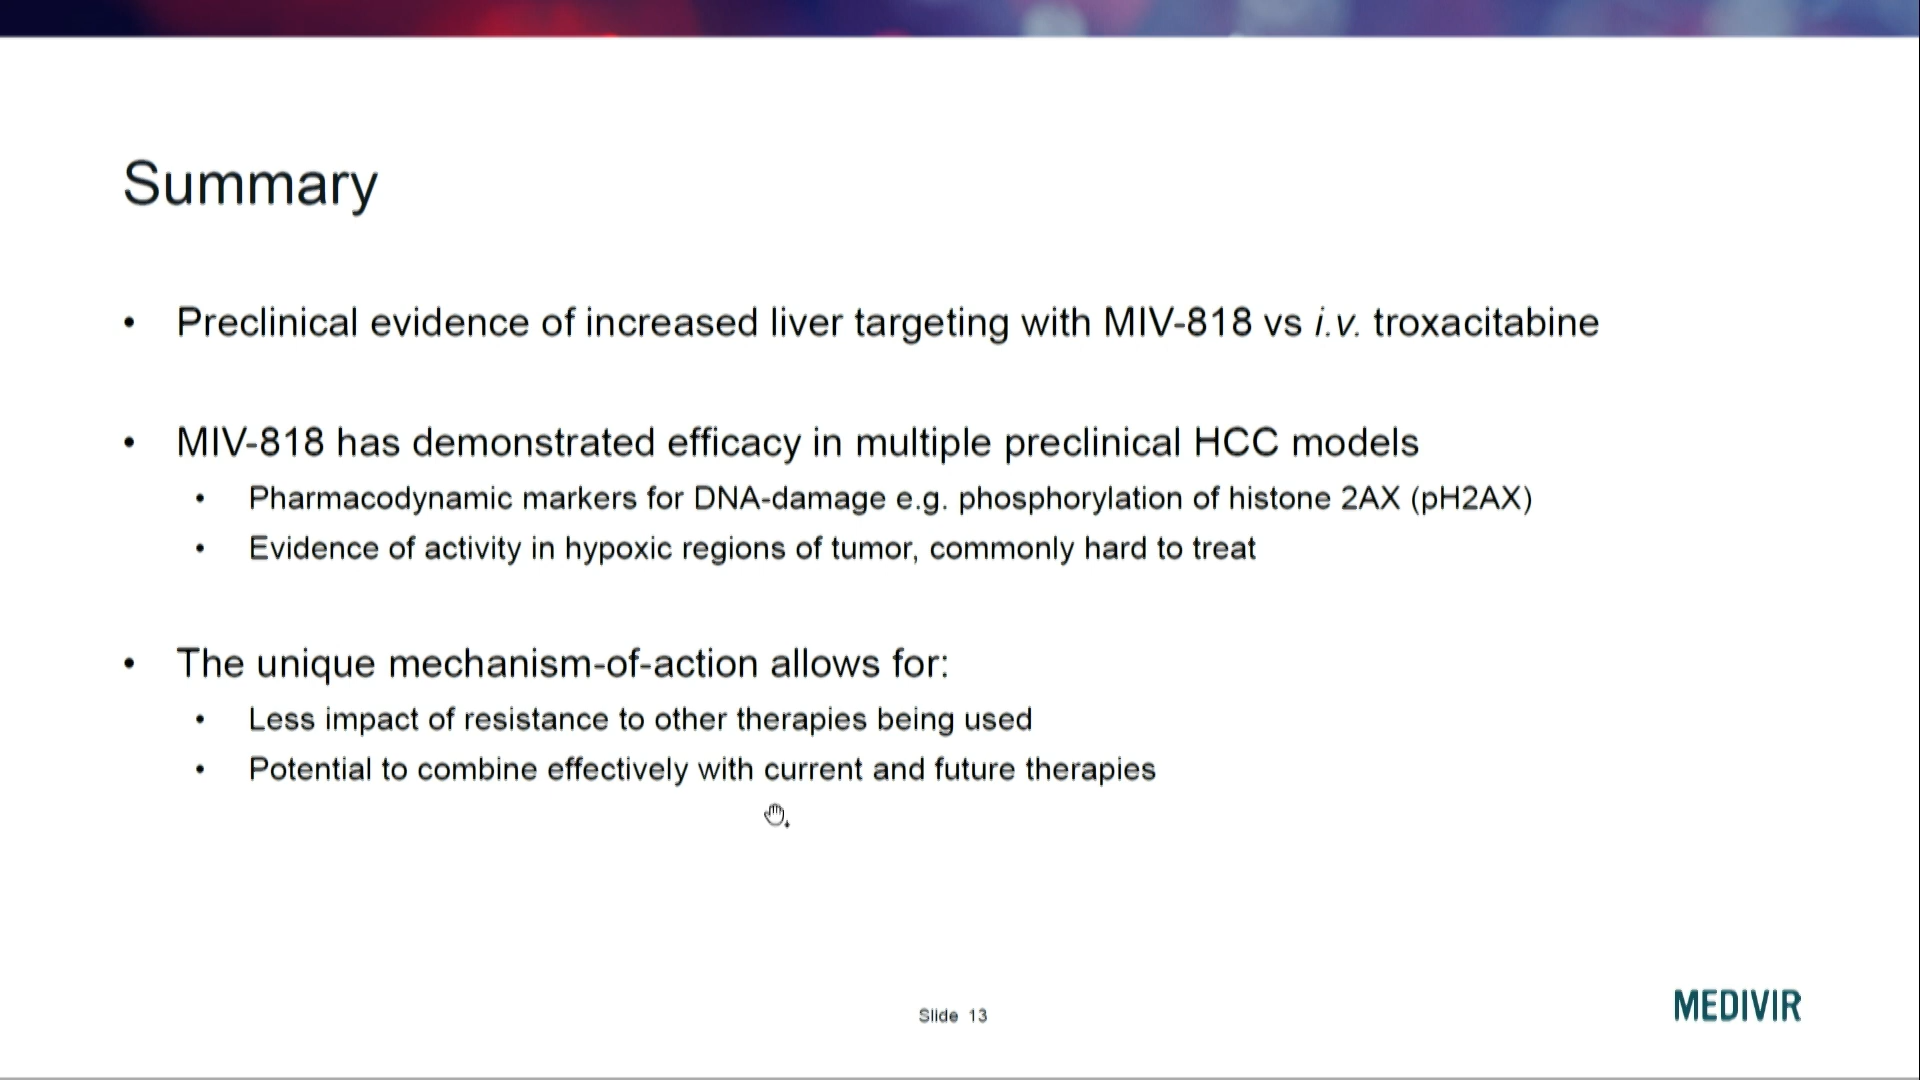 Summary
• Preclinical evidence of increased liver targeting with MIV-818 vs i.v. troxacitabine
• MIV-818 has demonstrated efficacy in multiple preclinical HCC models
• Pharmacodynamic markers for DNA-damage e.g. phosphorylation of histone 2AX (pH2AX)
• Evidence of activity in hypoxic regions of tumor, commonly hard to treat
• The unique mechanism-of-action allows for:
• Less impact of resistance to other therapies being used
• Potential to combine effectively with current and future therapies
Slide 13
MEDIVIR